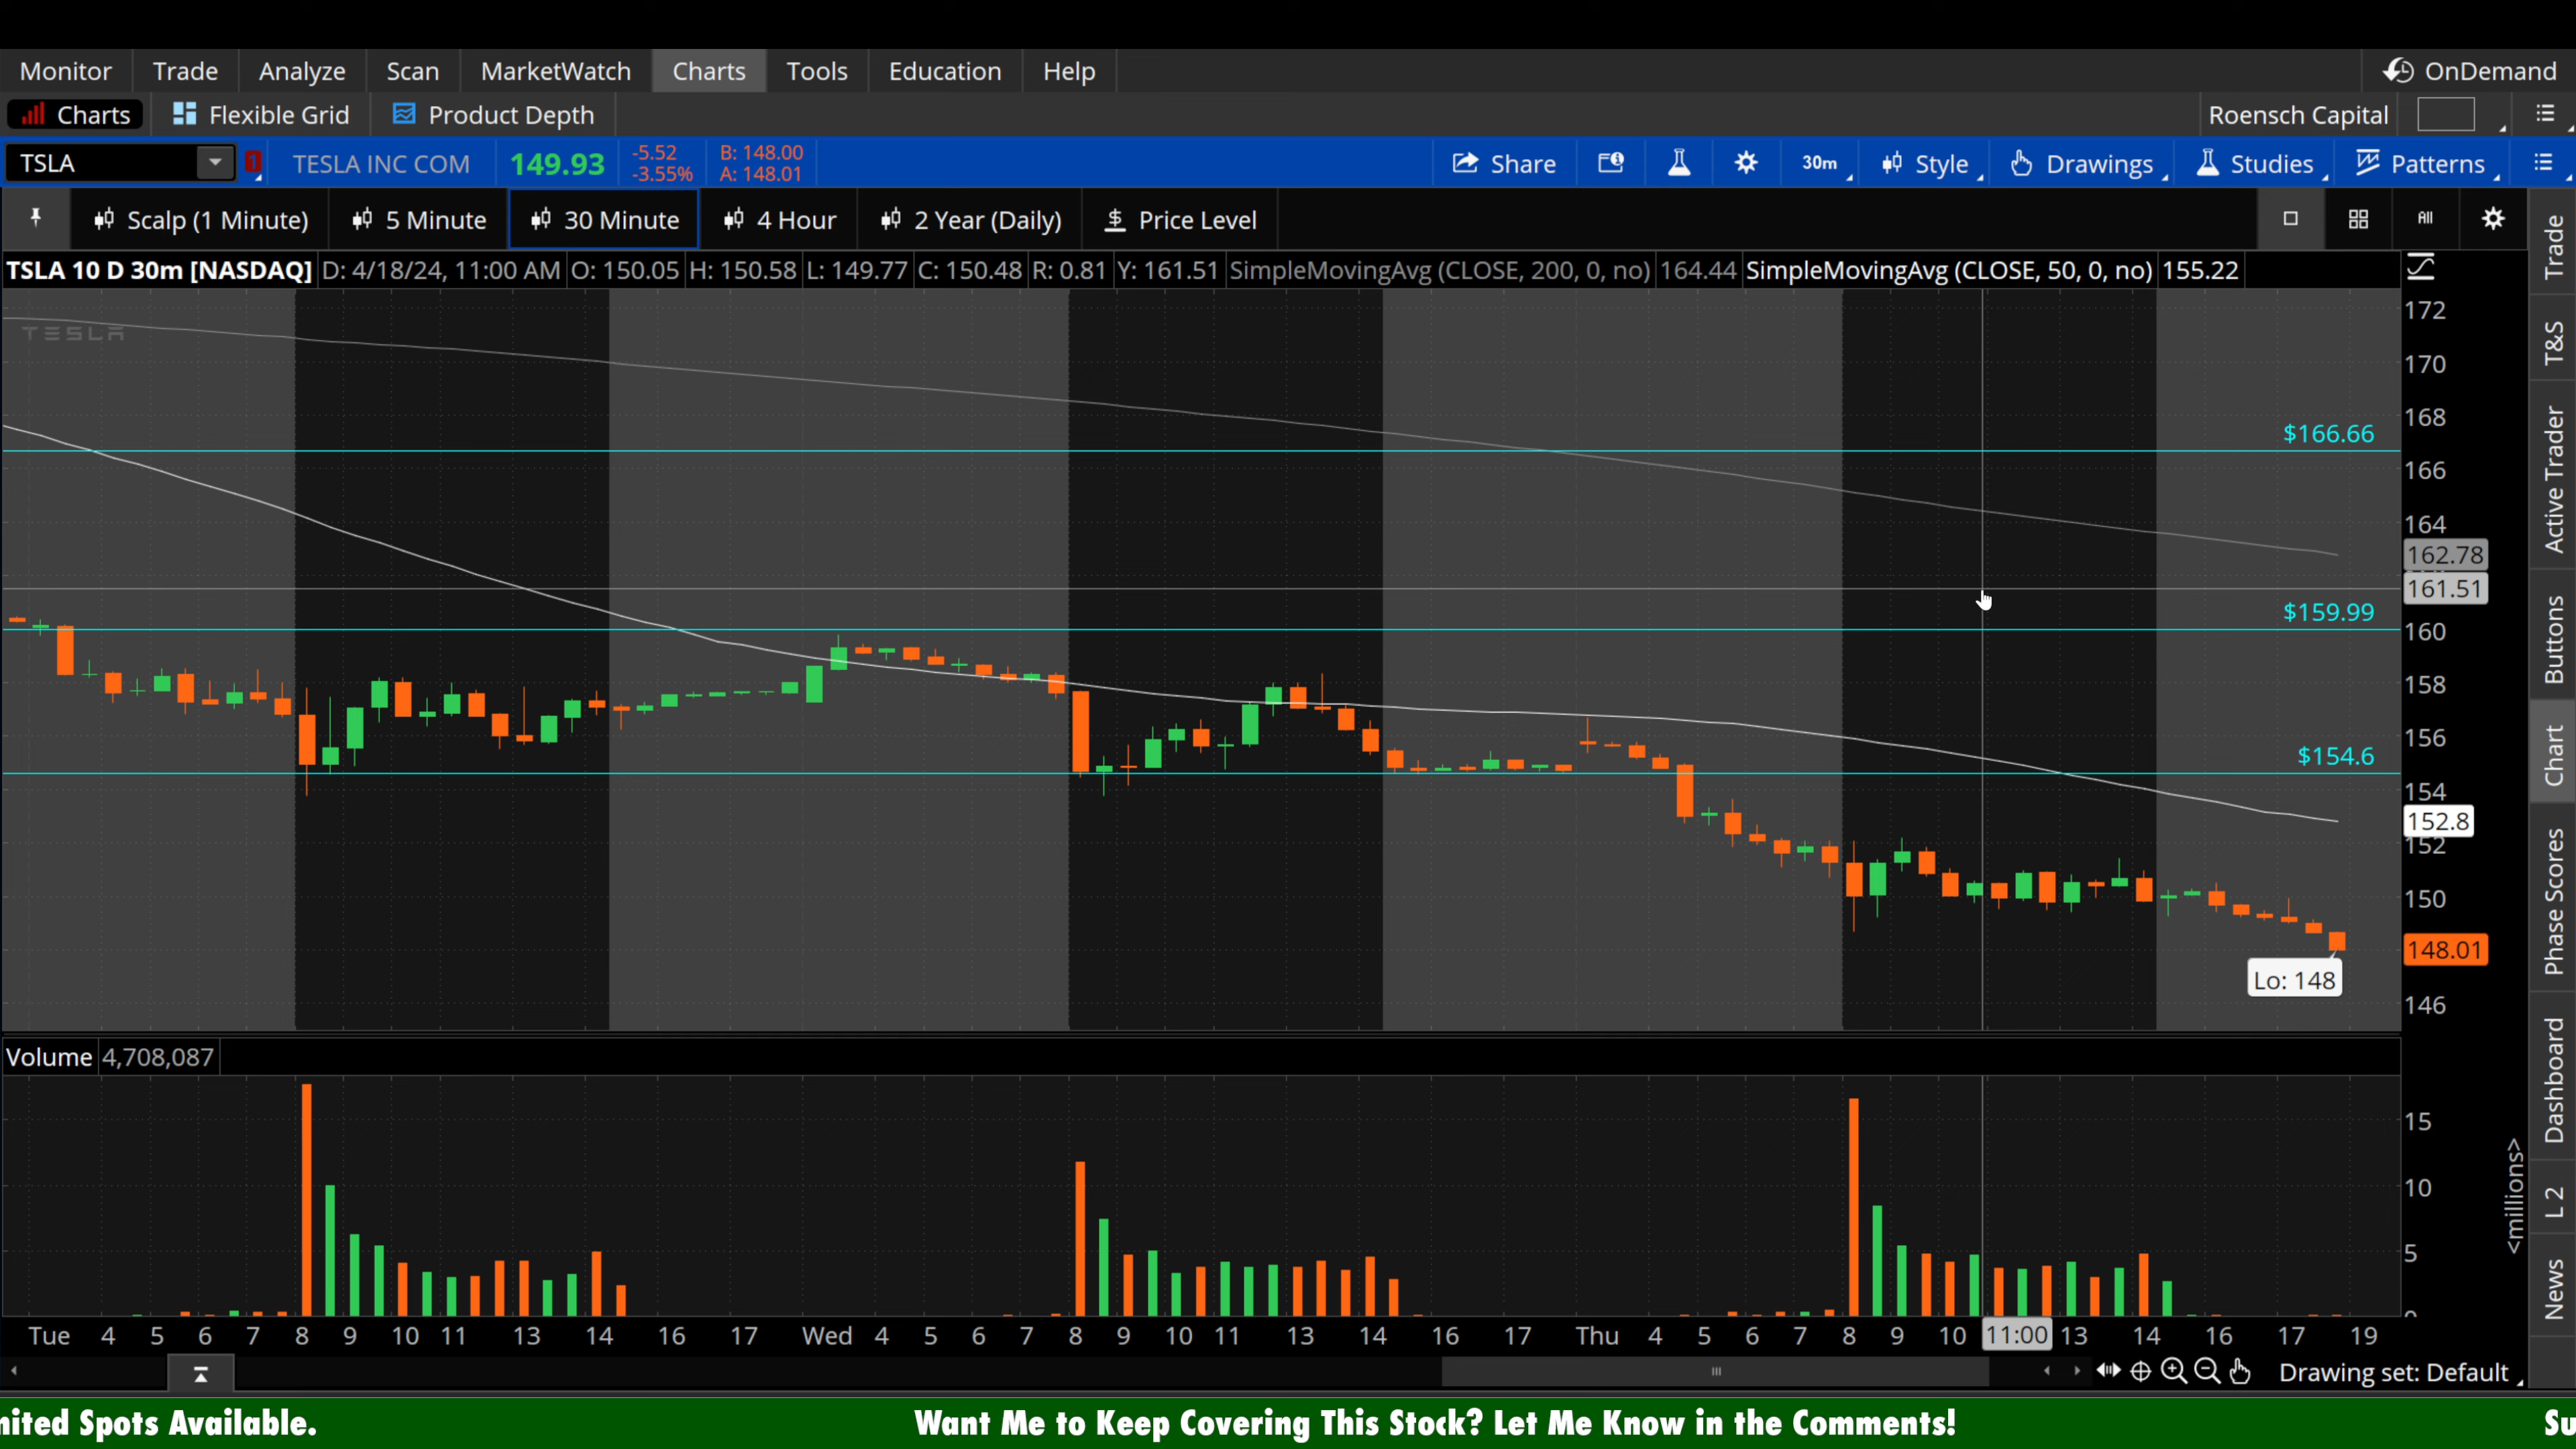 Monitor Trade Analyze Scan MarketWatch Charts Tools Education Help OnDemand
Charts Flexible Grid Product Depth Roensch Capital
TSLA 1 TESLA INC COM 149.93 -5.52 B: 148.00 Share 30m Style Drawings Studies Patterns
-3.55% A: 148.01
Scalp (1 Minute) 5 Minute 30 Minute 4 Hour 2 Year (Daily) $ Price Level All
TSLA 10 D 30m [NASDAQ] D: 4/18/24, 11:00 AM O: 150.05 H: 150.58 L: 149.77 C: 150.48 R: 0.81 Y: 161.51 SimpleMovingAvg (CLOSE, 200, 0, no) 164.44 SimpleMovingAvg (CLOSE, 50, 0, no) 155.22
TESLA
172
170
168
$166.66
166
164
162.78
161.51
$159.99
160
158
156
$154.6
154
152.8
152
150
148.01
Lo: 148
146
Volume 4,708,087
15
10
5
0
<millions>
Tue 4 5 6 7 8 9 10 11 13 14 16 17 Wed 4 5 6 7 8 9 10 11 13 14 16 17 Thu 4 5 6 7 8 9 10 11:00 13 14 16 17 19
Drawing set: Default
Trade
T&S
Active Trader
Buttons
Chart
Phase Scores
Dashboard
L 2
News
mited Spots Available. Want Me to Keep Covering This Stock? Let Me Know in the Comments! Su